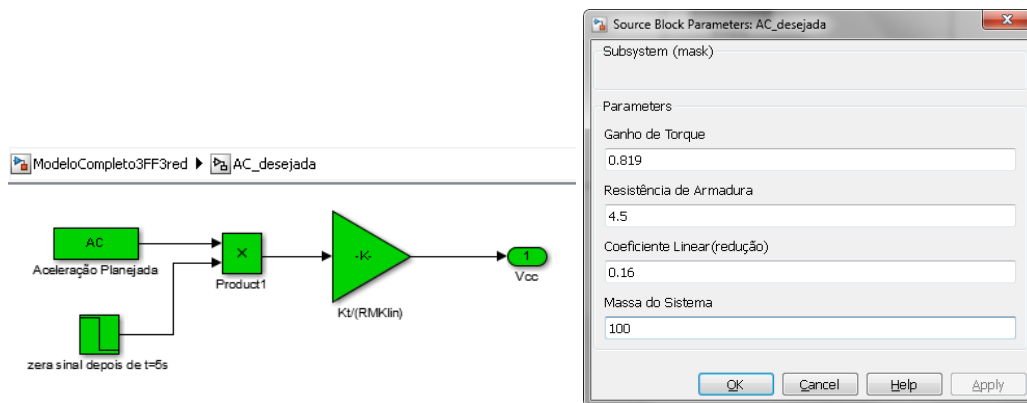 ModeloCompleto3FF3red ▶ AC_desejada
AC
Aceleração Planejada
×
Product1
-K-
Kt/(RMKlin)
1
Vcc
zera sinal depois de t=5s
Source Block Parameters: AC_desejada
Subsystem (mask)
Parameters
Ganho de Torque
0.819
Resistência de Armadura
4.5
Coeficiente Linear(redução)
0.16
Massa do Sistema
100
OK Cancel Help Apply